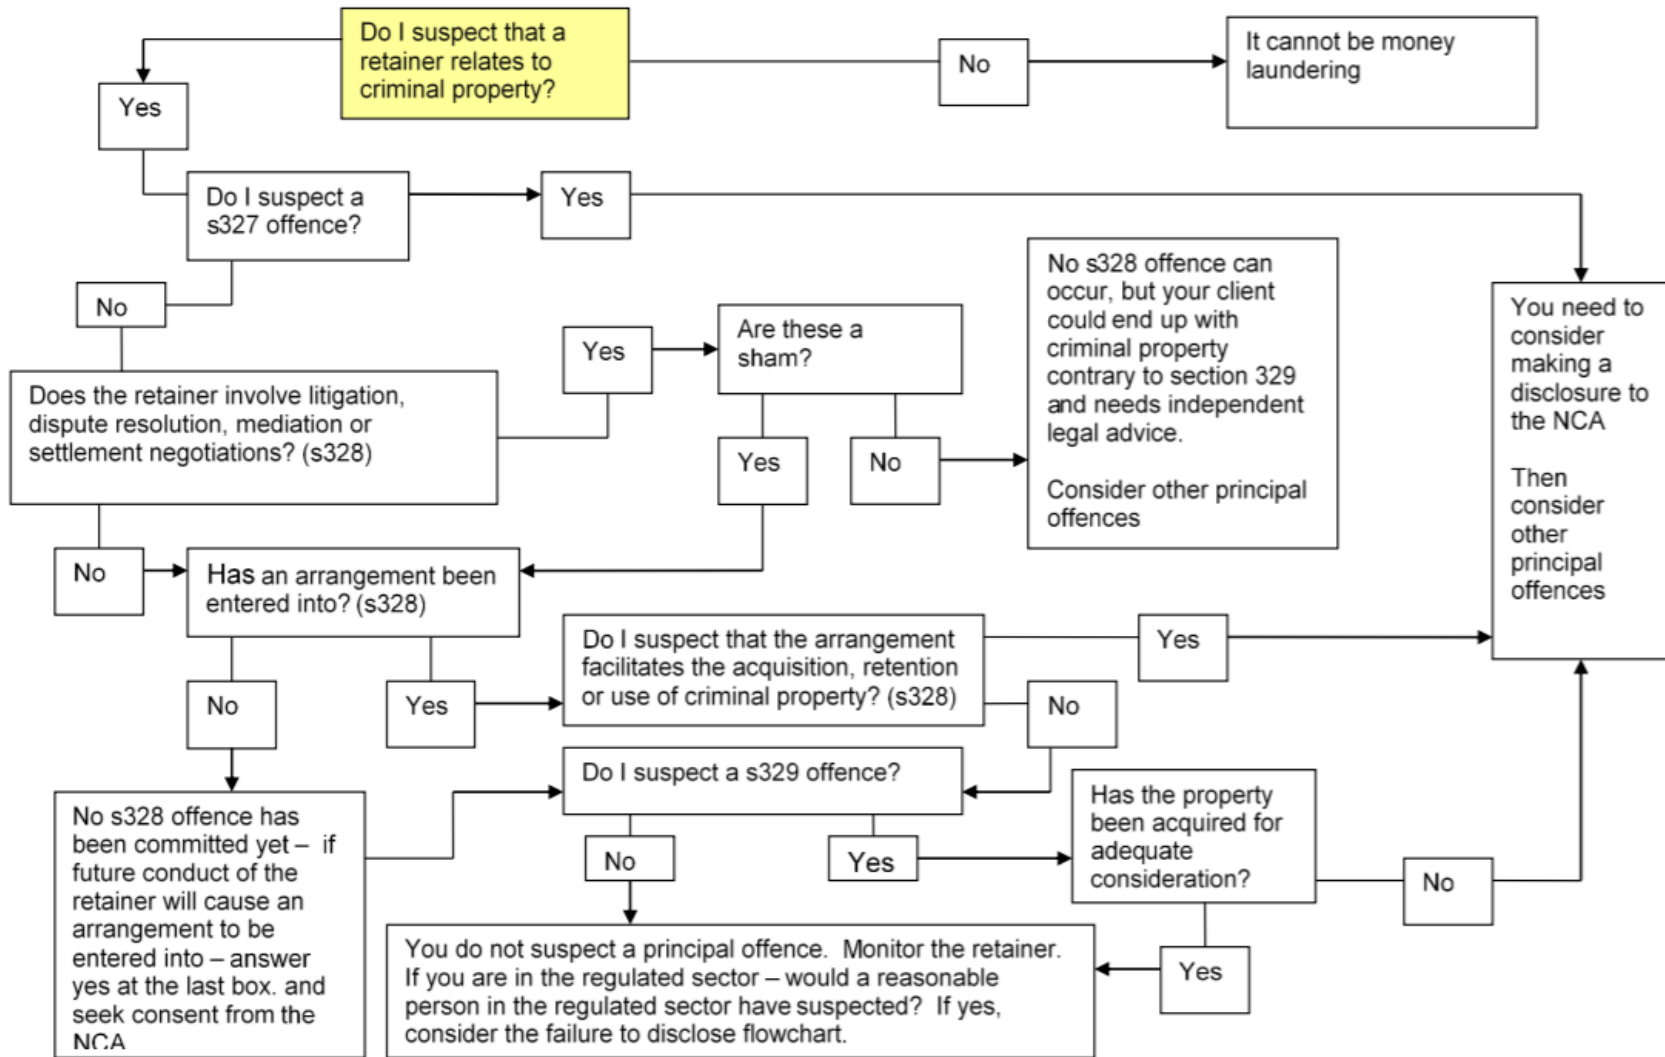 Do I suspect that a
retainer relates to
criminal property?
No
It cannot be money
laundering
Yes
Do I suspect a
s327 offence?
Yes
No
Does the retainer involve litigation,
dispute resolution, mediation or
settlement negotiations? (s328)
Yes
Are these a
sham?
Yes
No
No s328 offence can
occur, but your client
could end up with
criminal property
contrary to section 329
and needs independent
legal advice.
Consider other principal
offences
You need to
consider
making a
disclosure to
the NCA
Then
consider
other
principal
offences
No
Has an arrangement been
entered into? (s328)
No
Yes
Do I suspect that the arrangement
facilitates the acquisition, retention
or use of criminal property? (s328)
Yes
No
No s328 offence has
been committed yet – if
future conduct of the
retainer will cause an
arrangement to be
entered into – answer
yes at the last box. and
seek consent from the
NCA
Do I suspect a s329 offence?
No
Yes
Has the property
been acquired for
adequate
consideration?
No
Yes
You do not suspect a principal offence. Monitor the retainer.
If you are in the regulated sector – would a reasonable
person in the regulated sector have suspected? If yes,
consider the failure to disclose flowchart.